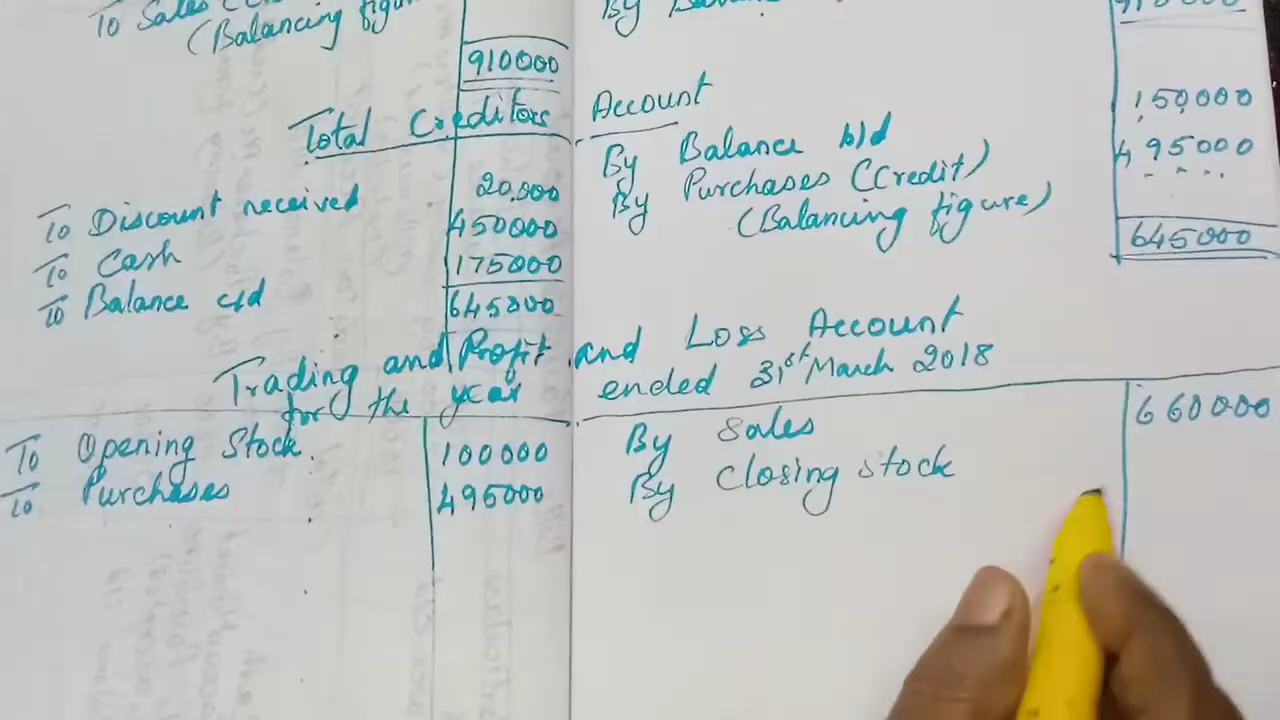 To Sales
(Balancing figure
910000
By
Total Creditors Account
To Discount received 20,000
To Cash 450000
To Balance c/d 175000
645000
By Balance b/d 150000
By Purchases (Credit) 495000
(Balancing figure)
645000
Trading and Profit and Loss Account
for the year ended 31st March 2018
To Opening Stock. 100000
To Purchases 495000
By Sales 660000
By Closing stock